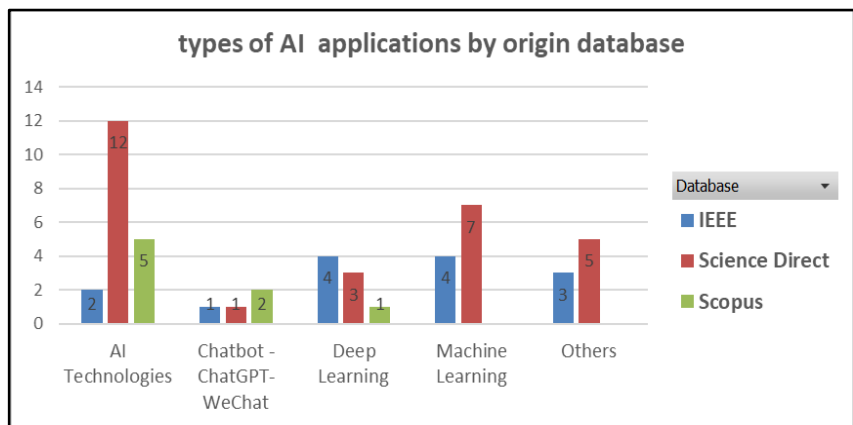 types of AI applications by origin database
14
12
10
8
6
4
2
0
2
12
5
1
1
2
4
3
1
4
7
3
5
AI
Technologies
Chatbot -
ChatGPT-
WeChat
Deep
Learning
Machine
Learning
Others
Database
IEEE
Science Direct
Scopus